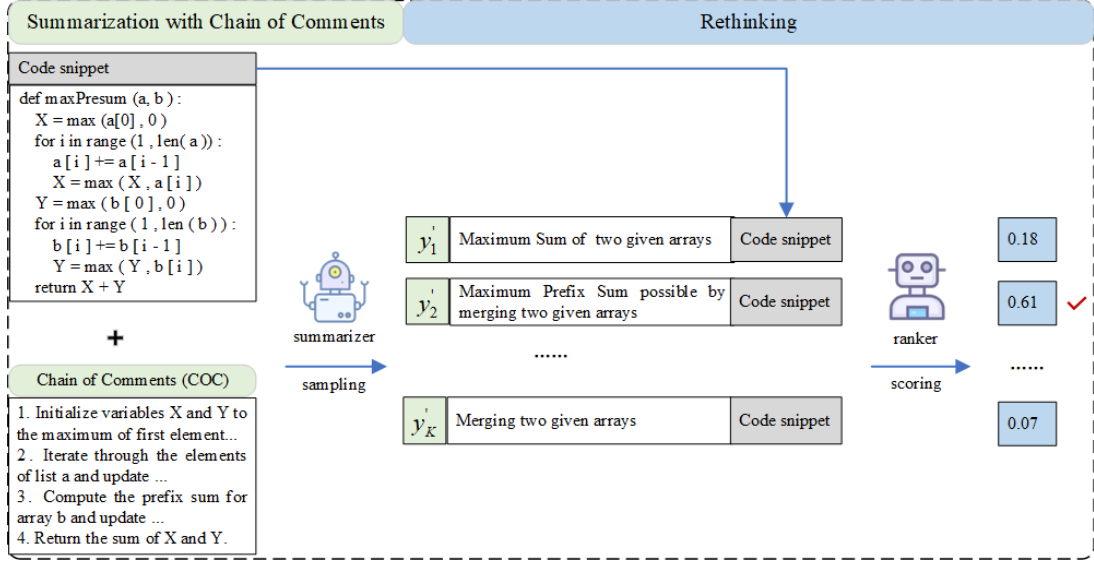 Summarization with Chain of Comments
Rethinking
Code snippet
def maxPresum (a, b) :
X = max (a[0] , 0 )
for i in range (1 , len( a )) :
a [ i ] += a [ i - 1 ]
X = max ( X , a [ i ])
Y = max ( b [ 0 ] , 0 )
for i in range ( 1 , len ( b )) :
b [ i ] += b [ i - 1 ]
Y = max ( Y , b [ i ])
return X + Y
+
Chain of Comments (COC)
1. Initialize variables X and Y to
the maximum of first element...
2 . Iterate through the elements
of list a and update ...
3 . Compute the prefix sum for
array b and update ...
4. Return the sum of X and Y.
summarizer
sampling
y'1 Maximum Sum of two given arrays Code snippet
y'2 Maximum Prefix Sum possible by
merging two given arrays Code snippet
......
y'K Merging two given arrays Code snippet
ranker
scoring
0.18
0.61
......
0.07